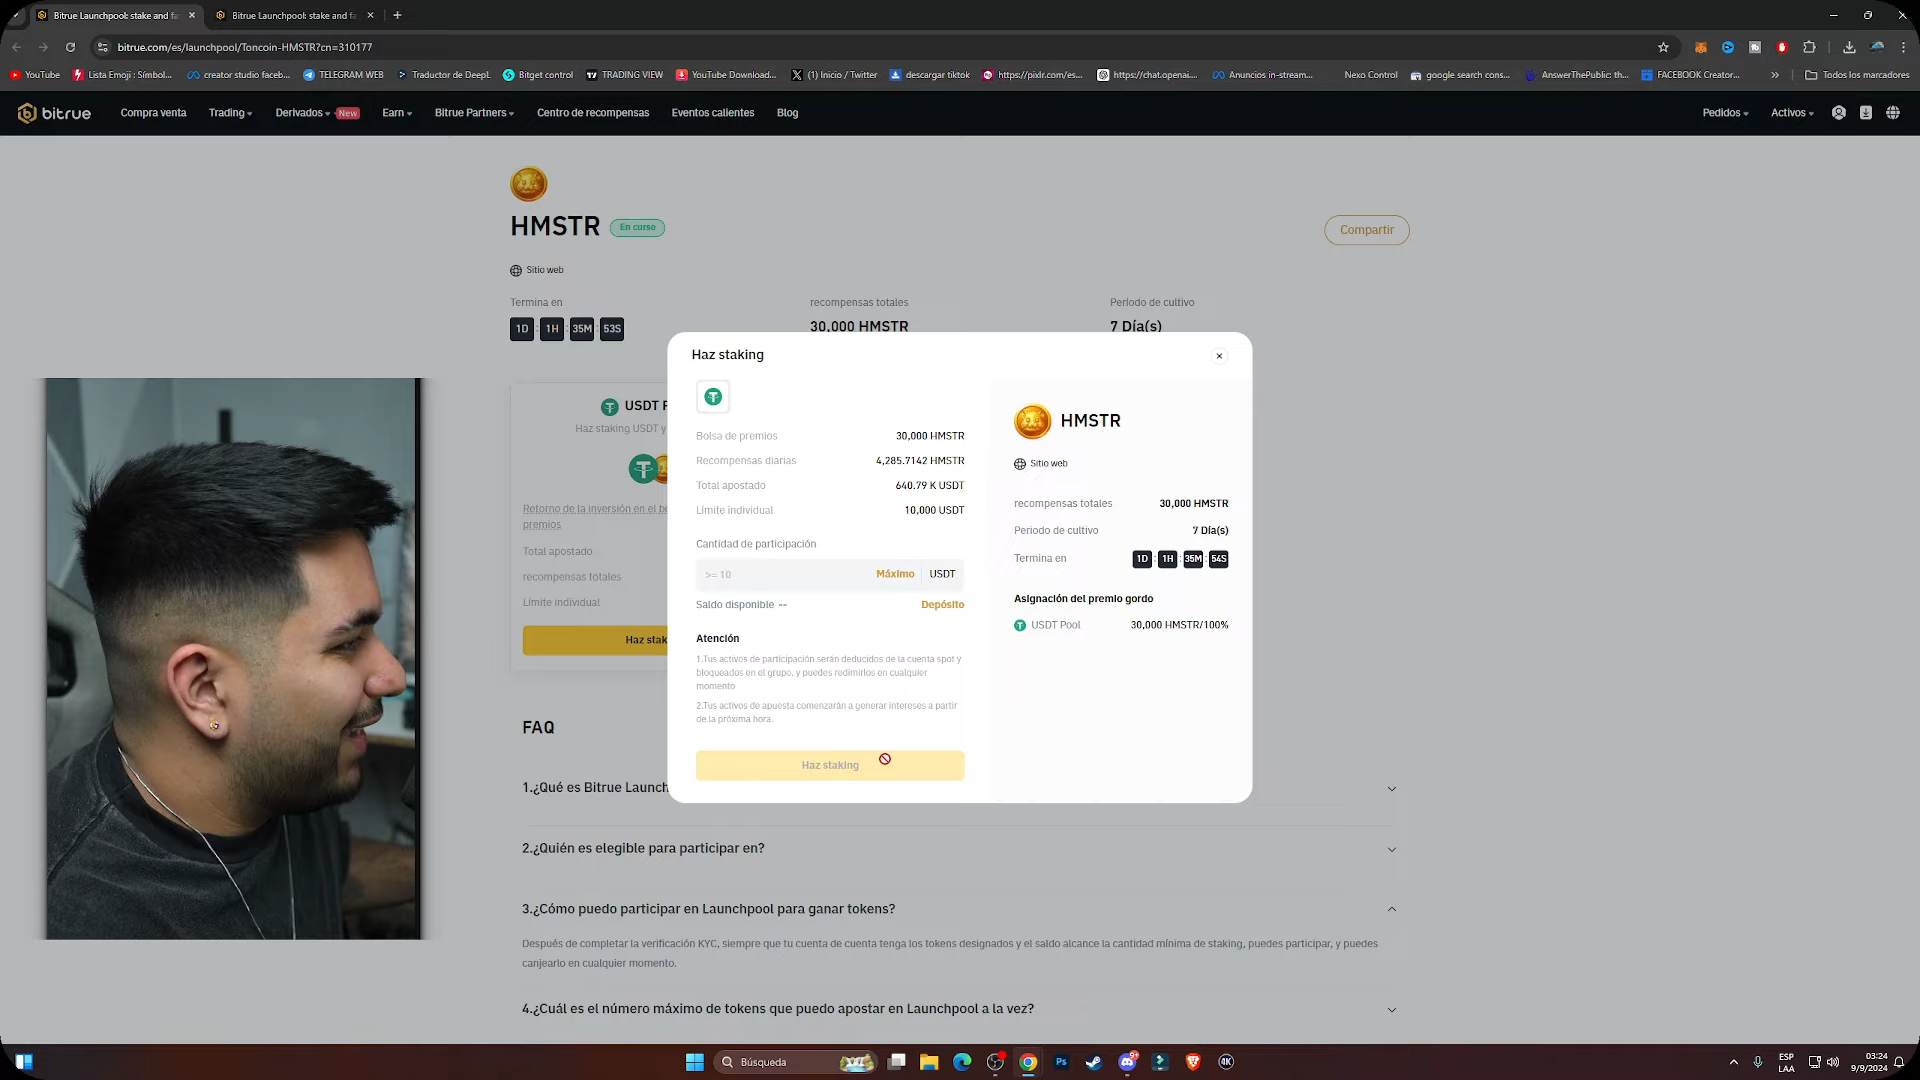 Bitrue Launchpool: stake and fa
Bitrue Launchpool: stake and fa
bitrue.com/es/launchpool/Toncoin-HMSTR?cn=310177
YouTube
Lista Emoji : Símbol...
creator studio faceb...
TELEGRAM WEB
Traductor de DeepL
Bitget control
TRADING VIEW
YouTube Download...
(1) Inicio / Twitter
descargar tiktok
https://pixlr.com/es...
https://chat.openai....
Anuncios in-stream...
Nexo Control
google search cons...
AnswerThePublic: th...
FACEBOOK Creator...
Todos los marcadores
bitrue
Compra venta
Trading
Derivados
New
Earn
Bitrue Partners
Centro de recompensas
Eventos calientes
Blog
Pedidos
Activos
HMSTR
En curso
Compartir
Sitio web
Termina en
1D : 1H : 35M : 53S
recompensas totales
30,000 HMSTR
Período de cultivo
7 Día(s)
USDT P
Haz staking USDT y
Retorno de la inversión en el bo
premios
Total apostado
recompensas totales
Límite individual
Haz stak
Haz staking
Bolsa de premios
30,000 HMSTR
Recompensas diarias
4,285.7142 HMSTR
Total apostado
640.79 K USDT
Límite individual
10,000 USDT
Cantidad de participación
>= 10
Máximo
USDT
Saldo disponible --
Depósito
Atención
1.Tus activos de participación serán deducidos de la cuenta spot y
bloqueados en el grupo, y puedes redimirlos en cualquier
momento
2.Tus activos de apuesta comenzarán a generar intereses a partir
de la próxima hora.
Haz staking
HMSTR
Sitio web
recompensas totales
30,000 HMSTR
Periodo de cultivo
7 Día(s)
Termina en
1D : 1H : 35M : 54S
Asignación del premio gordo
USDT Pool
30,000 HMSTR/100%
FAQ
1.¿Qué es Bitrue Launch
2.¿Quién es elegible para participar en?
3.¿Cómo puedo participar en Launchpool para ganar tokens?
Después de completar la verificación KYC, siempre que tu cuenta de cuenta tenga los tokens designados y el saldo alcance la cantidad mínima de staking, puedes participar, y puedes
canjearlo en cualquier momento.
4.¿Cuál es el número máximo de tokens que puedo apostar en Launchpool a la vez?
Búsqueda
Ps
4K
ESP
LAA
03:24
9/9/2024